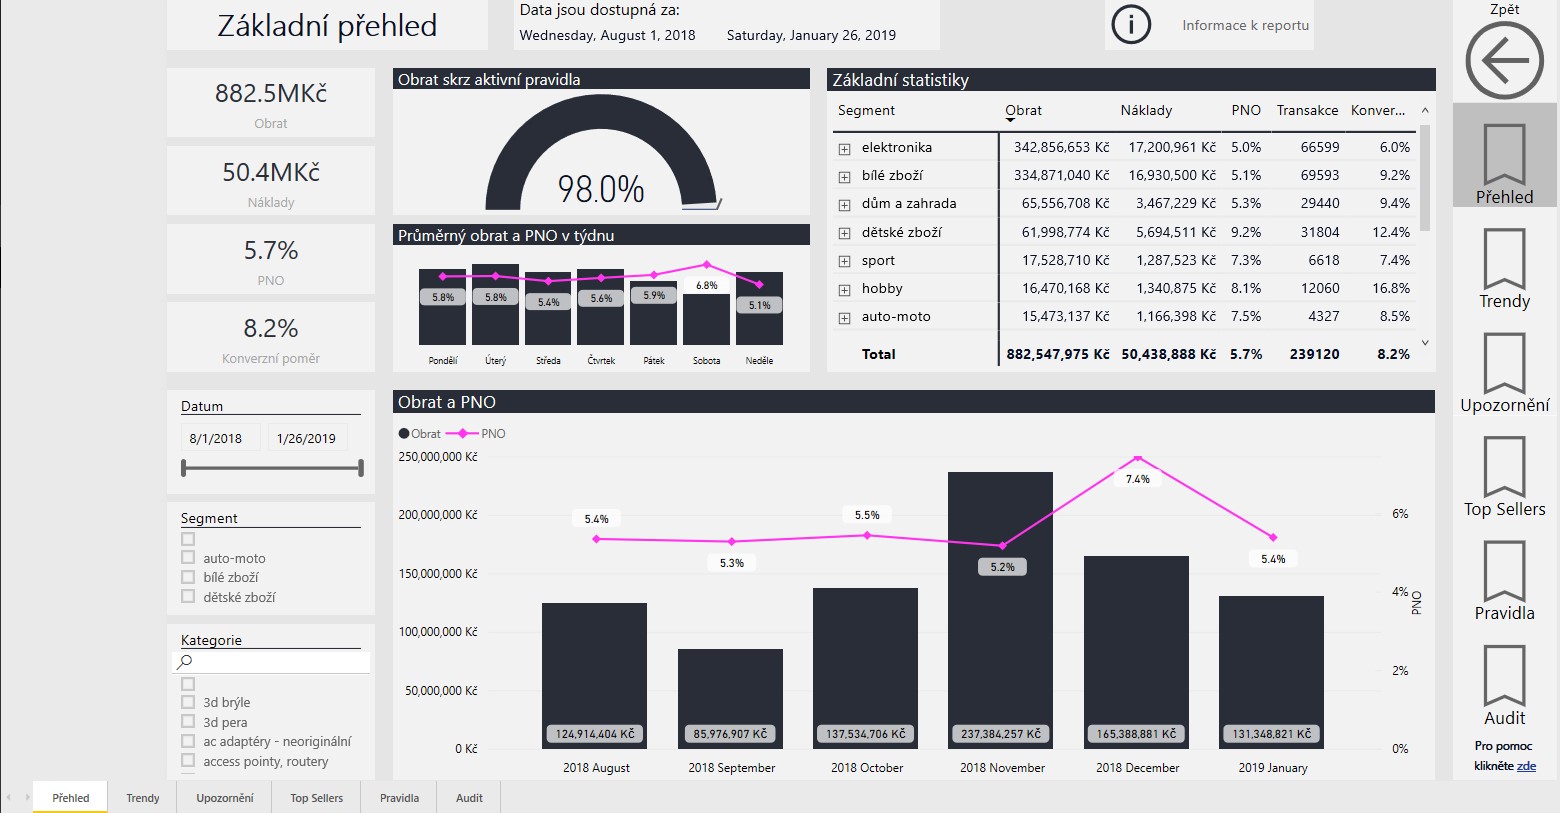 Základní přehled
Data jsou dostupná za:
Wednesday, August 1, 2018 Saturday, January 26, 2019
i
Informace k reportu
Zpět
882.5MKč
Obrat
50.4MKč
Náklady
5.7%
PNO
8.2%
Konverzní poměr
Obrat skrz aktivní pravidla
98.0%
Průměrný obrat a PNO v týdnu
5.8% 5.8% 5.4% 5.6% 5.9% 6.8% 5.1%
Pondělí Úterý Středa Čtvrtek Pátek Sobota Neděle
Základní statistiky
Segment Obrat Náklady PNO Transakce Konver...
elektronika 342,856,653 Kč 17,200,961 Kč 5.0% 66599 6.0%
bílé zboží 334,871,040 Kč 16,930,500 Kč 5.1% 69593 9.2%
dům a zahrada 65,556,708 Kč 3,467,229 Kč 5.3% 29440 9.4%
dětské zboží 61,998,774 Kč 5,694,511 Kč 9.2% 31804 12.4%
sport 17,528,710 Kč 1,287,523 Kč 7.3% 6618 7.4%
hobby 16,470,168 Kč 1,340,875 Kč 8.1% 12060 16.8%
auto-moto 15,473,137 Kč 1,166,398 Kč 7.5% 4327 8.5%
Total 882,547,975 Kč 50,438,888 Kč 5.7% 239120 8.2%
Datum
8/1/2018 1/26/2019
Segment
auto-moto
bílé zboží
dětské zboží
Kategorie
3d brýle
3d pera
ac adaptéry - neoriginální
access pointy, routery
Obrat a PNO
Obrat PNO
250,000,000 Kč
200,000,000 Kč
150,000,000 Kč
100,000,000 Kč
50,000,000 Kč
0 Kč
5.4% 5.3% 5.5% 5.2% 7.4% 5.4%
124,914,404 KČ 85,976,907 KČ 137,534,706 KČ 237,384,257 KČ 165,388,881 KČ 131,348,821 KČ
2018 August 2018 September 2018 October 2018 November 2018 December 2019 January
6%
4%
2%
0%
PNO
Přehled
Trendy
Upozornění
Top Sellers
Pravidla
Audit
Pro pomoc
klikněte zde
Přehled Trendy Upozornění Top Sellers Pravidla Audit